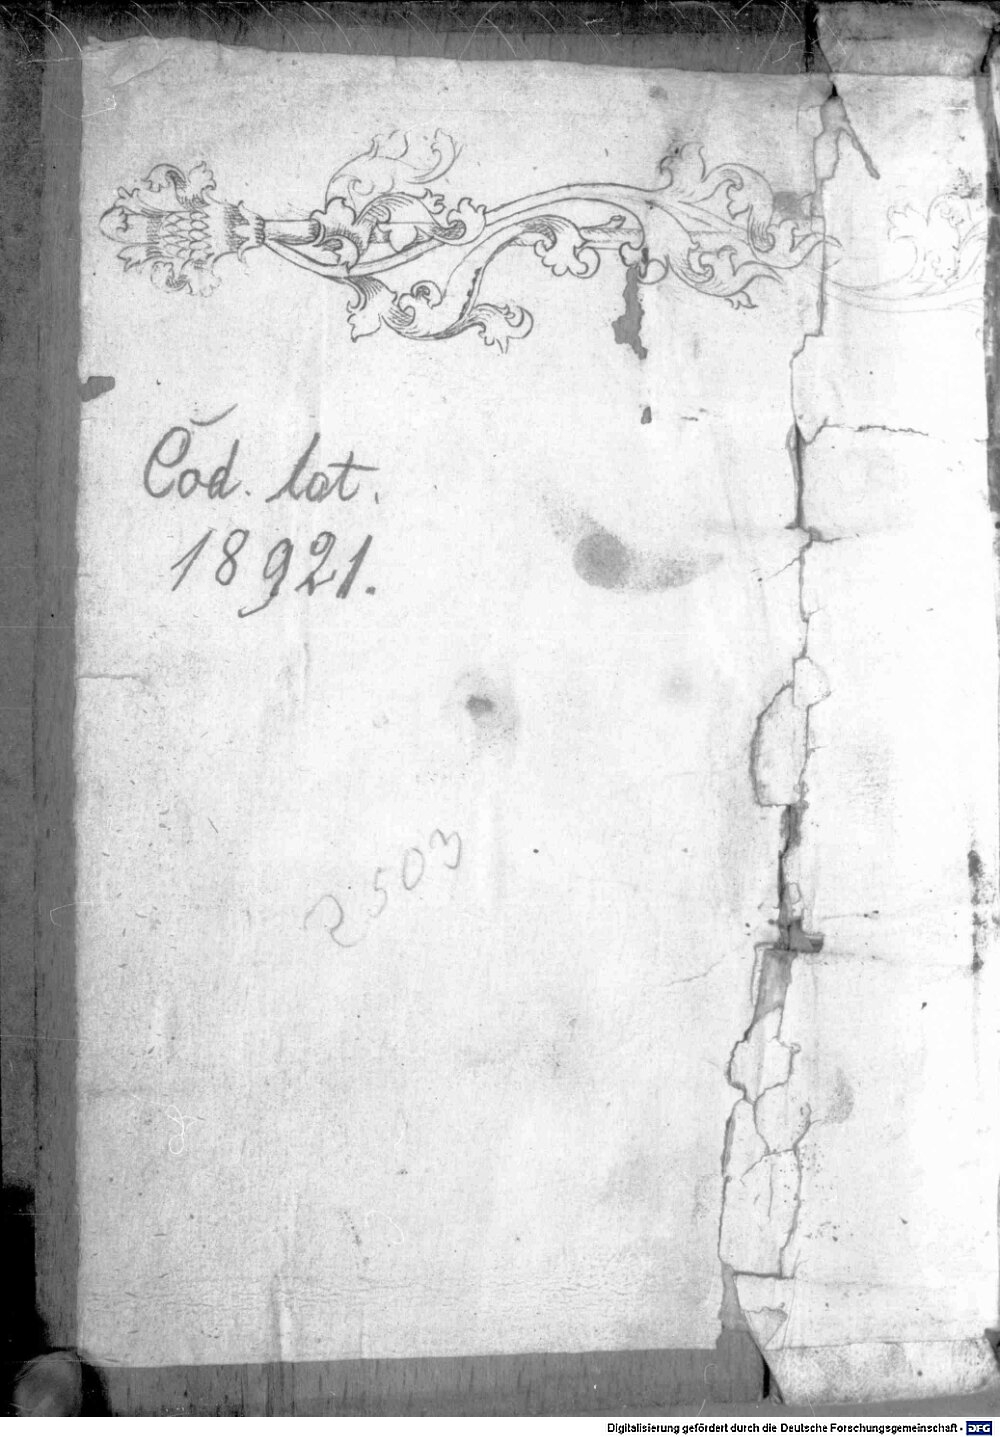 Cod. lat.
18921.
2503
Digitalisierung gefördert durch die Deutsche Forschungsgemeinschaft - DFG